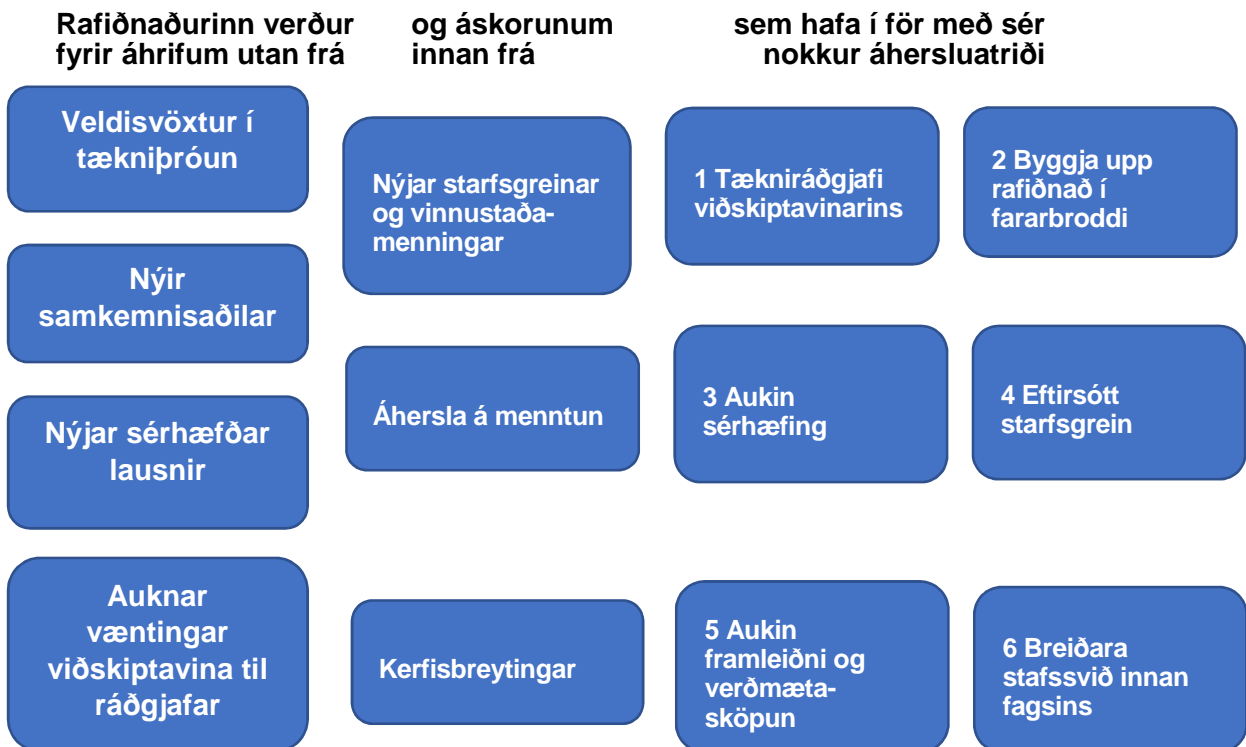 Rafiðnaðurinn verður
fyrir áhrifum utan frá
og áskorunum
innan frá
sem hafa í för með sér
nokkur áhersluatriði
Veldisvöxtur í
tækniþróun
Nýir
samkemnisaðilar
Nýjar sérhæfðar
lausnir
Auknar
væntingar
viðskiptavina til
ráðgjafar
Nýjar starfsgreinar
og vinnustaða-
menningar
Áhersla á menntun
Kerfisbreytingar
1 Tækniráðgjafi
viðskiptavinarins
2 Byggja upp
rafiðnað í
fararbroddi
3 Aukin
sérhæfing
4 Eftirsótt
starfsgrein
5 Aukin
framleiðni og
verðmæta-
sköpun
6 Breiðara
stafssvið innan
fagsins